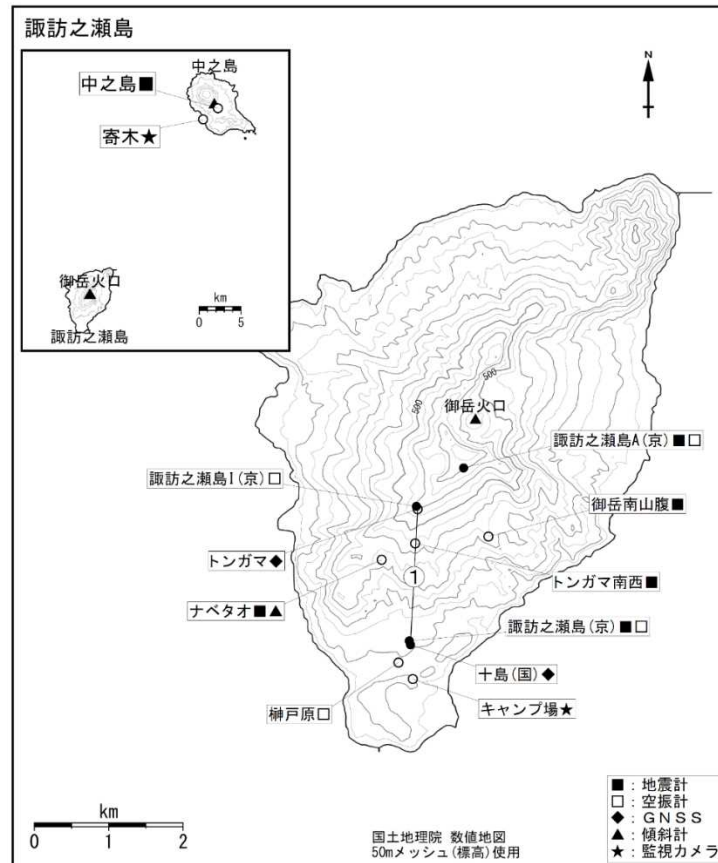 諏訪之瀬島
中之島
中之島■
寄木★
御岳火口
km
0 5
諏訪之瀬島
N
500
500
御岳火口
諏訪之瀬島A(京)■□
諏訪之瀬島I(京)□
御岳南山腹■
トンガマ◆
①
トンガマ南西■
ナベタオ■▲
諏訪之瀬島(京)■□
十島(国)◆
榊戸原□
キャンプ場★
km
0 1 2
国土地理院 数値地図
50mメッシュ(標高)使用
■:地震計
□:空振計
◆:GNSS
▲:傾斜計
★:監視カメラ